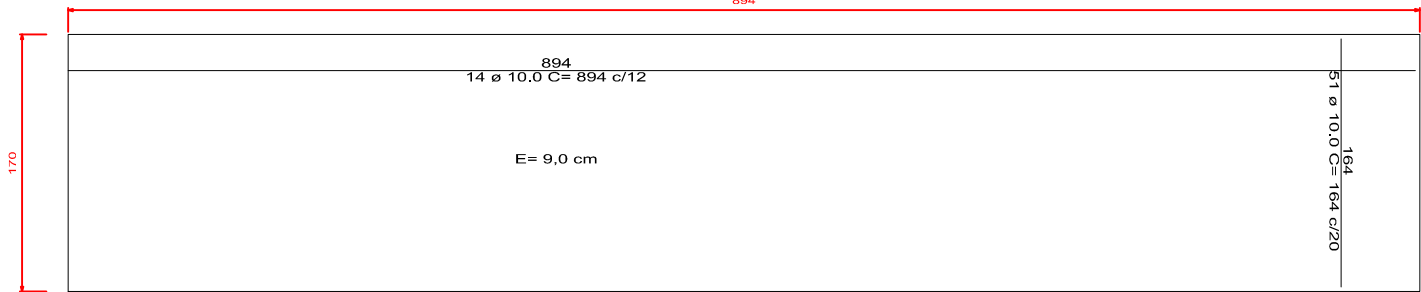 894
894
14 ø 10.0 C= 894 c/12
170
E= 9,0 cm
164
51 ø 10.0 C= 164 c/20